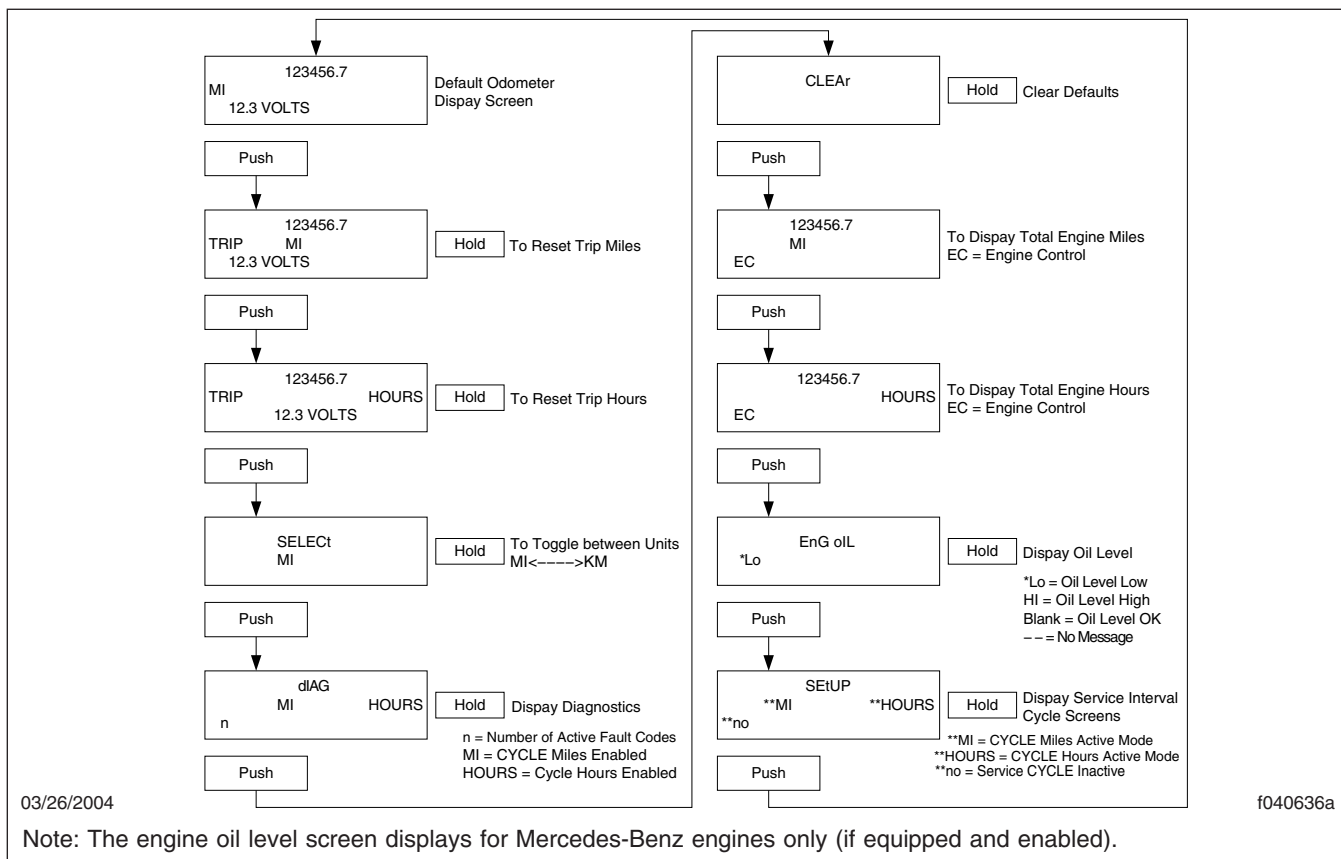 123456.7
MI
12.3 VOLTS
Default Odometer
Dispay Screen
Push
123456.7
TRIP MI
12.3 VOLTS
Hold
To Reset Trip Miles
Push
123456.7
TRIP HOURS
12.3 VOLTS
Hold
To Reset Trip Hours
Push
SELECt
MI
Hold
To Toggle between Units
MI<---->KM
Push
dIAG
MI HOURS
n
Hold
Dispay Diagnostics
n = Number of Active Fault Codes
MI = CYCLE Miles Enabled
HOURS = Cycle Hours Enabled
Push
CLEAr
Hold
Clear Defaults
Push
123456.7
MI
EC
To Dispay Total Engine Miles
EC = Engine Control
Push
123456.7
HOURS
EC
To Dispay Total Engine Hours
EC = Engine Control
Push
EnG oIL
*Lo
Hold
Dispay Oil Level
*Lo = Oil Level Low
HI = Oil Level High
Blank = Oil Level OK
– – = No Message
Push
SEtUP
**MI **HOURS
**no
Hold
Dispay Service Interval
Cycle Screens
**MI = CYCLE Miles Active Mode
**HOURS = CYCLE Hours Active Mode
**no = Service CYCLE Inactive
Push
03/26/2004
f040636a
Note: The engine oil level screen displays for Mercedes-Benz engines only (if equipped and enabled).